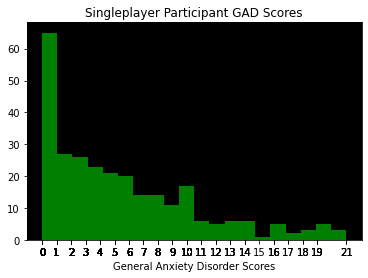 Singleplayer Participant GAD Scores
60
50
40
30
20
10
0
0 1 2 3 4 5 6 7 8 9 10 11 12 13 14 15 16 17 18 19 21
General Anxiety Disorder Scores